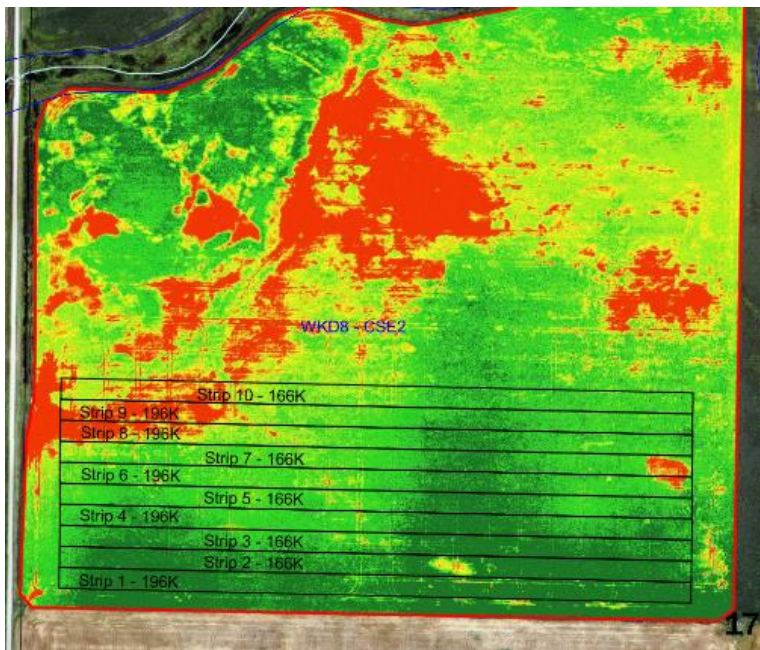 WKD8 - CSE2
Strip 10 - 166K
Strip 9 - 196K
Strip 8 - 196K
Strip 7 - 166K
Strip 6 - 196K
Strip 5 - 166K
Strip 4 - 196K
Strip 3 - 166K
Strip 2 - 166K
Strip 1 - 196K
17